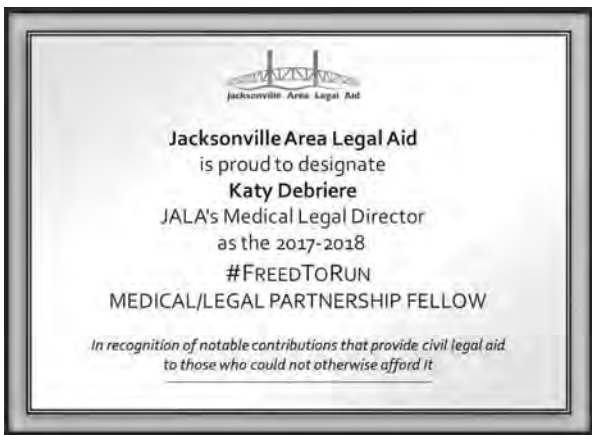 Jacksonville Area Legal Aid
Jacksonville Area Legal Aid
is proud to designate
Katy Debriere
JALA's Medical Legal Director
as the 2017-2018
#FREEDTORUN
MEDICAL/LEGAL PARTNERSHIP FELLOW
In recognition of notable contributions that provide civil legal aid
to those who could not otherwise afford It